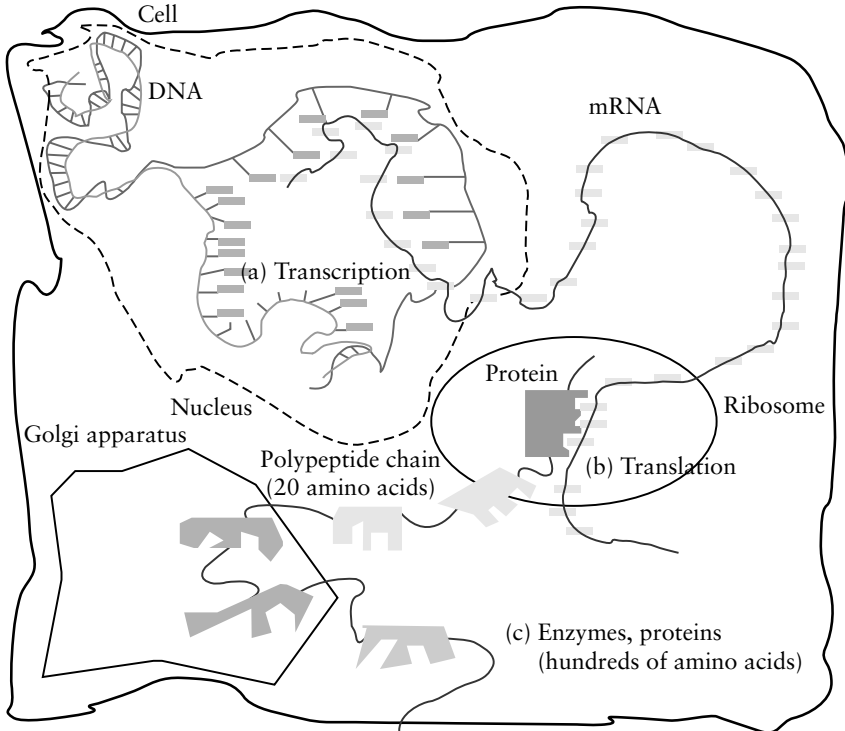 Cell
DNA
mRNA
(a) Transcription
Protein
Nucleus
Ribosome
Golgi apparatus
Polypeptide chain
(20 amino acids)
(b) Translation
(c) Enzymes, proteins
(hundreds of amino acids)